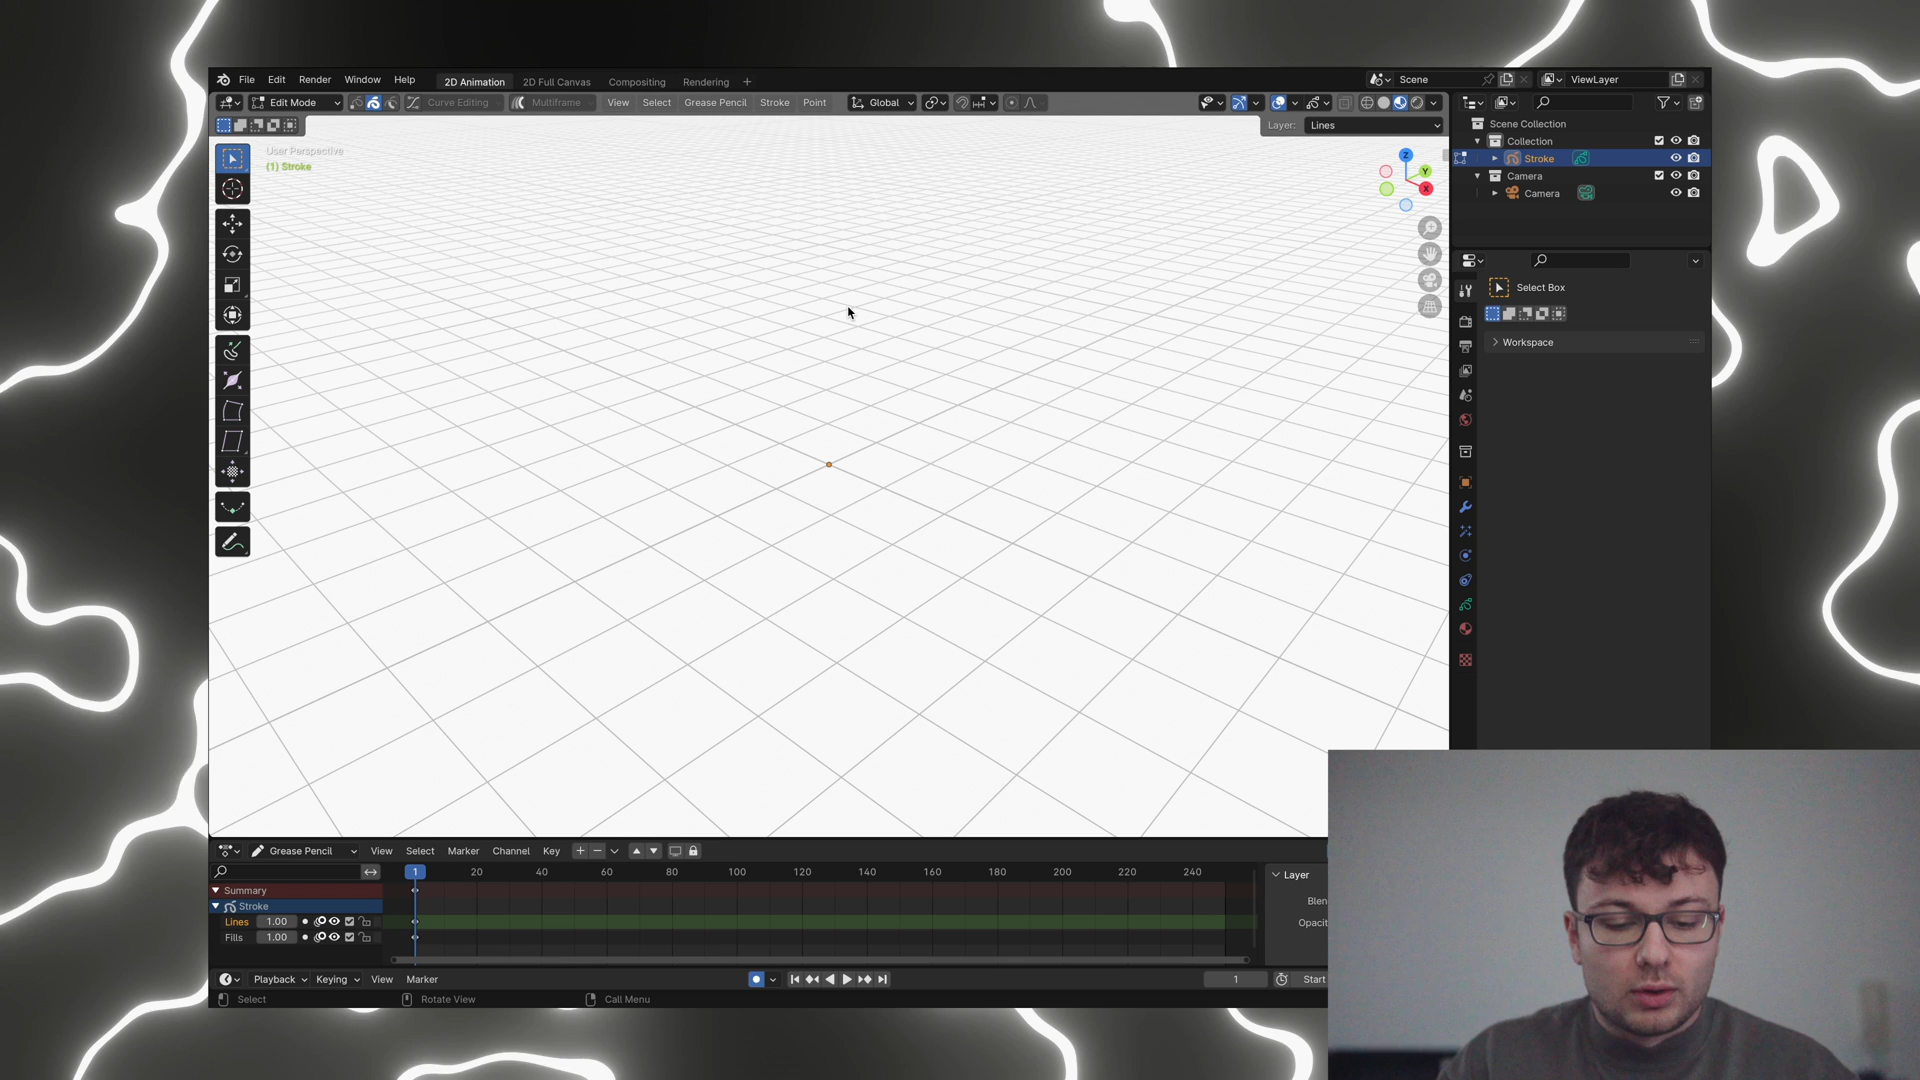 File Edit Render Window Help 2D Animation 2D Full Canvas Compositing Rendering + Scene ViewLayer
Edit Mode Curve Editing Multiframe View Select Grease Pencil Stroke Point Global
Layer: Lines
User Perspective
(1) Stroke
Z
Y
X
Scene Collection
Collection
Stroke
Camera
Camera
Select Box
Workspace
Grease Pencil View Select Marker Channel Key
1 20 40 60 80 100 120 140 160 180 200 220 240
Summary
Stroke
Lines 1.00
Fills 1.00
Layer
Blen
Opacit
Playback Keying View Marker 1 Start
Select Rotate View Call Menu